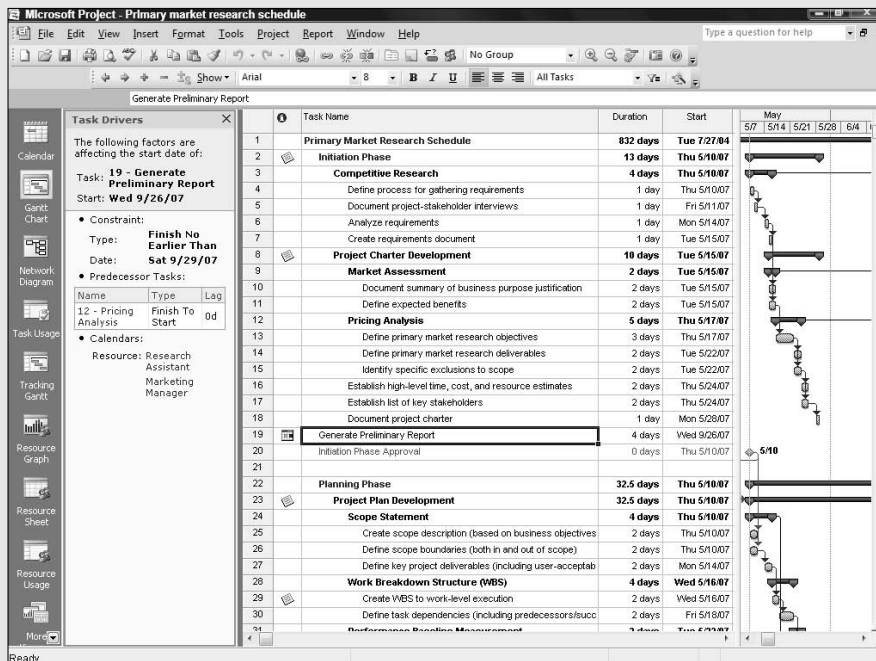 Microsoft Project - Primary market research schedule
File Edit View Insert Format Tools Project Report Window Help Type a question for help
No Group
Show Arial 8 B I U All Tasks
Generate Preliminary Report
Calendar
Gantt Chart
Network Diagram
Task Usage
Tracking Gantt
Resource Graph
Resource Sheet
Resource Usage
More
Task Drivers
The following factors are
affecting the start date of:
Task: 19 - Generate
Preliminary Report
Start: Wed 9/26/07
• Constraint:
Type: Finish No
Earlier Than
Date: Sat 9/29/07
• Predecessor Tasks:
Name Type Lag
12 - Pricing Analysis Finish To Start 0d
• Calendars:
Resource: Research
Assistant
Marketing
Manager
Task Name Duration Start May
5/7 5/14 5/21 5/28 6/4
1 Primary Market Research Schedule 832 days Tue 7/27/04
2 Initiation Phase 13 days Thu 5/10/07
3 Competitive Research 4 days Thu 5/10/07
4 Define process for gathering requirements 1 day Thu 5/10/07
5 Document project-stakeholder interviews 1 day Fri 5/11/07
6 Analyze requirements 1 day Mon 5/14/07
7 Create requirements document 1 day Tue 5/15/07
8 Project Charter Development 10 days Tue 5/15/07
9 Market Assessment 2 days Tue 5/15/07
10 Document summary of business purpose justification 2 days Tue 5/15/07
11 Define expected benefits 2 days Tue 5/15/07
12 Pricing Analysis 5 days Thu 5/17/07
13 Define primary market research objectives 3 days Thu 5/17/07
14 Define primary market research deliverables 2 days Tue 5/22/07
15 Identify specific exclusions to scope 2 days Tue 5/22/07
16 Establish high-level time, cost, and resource estimates 2 days Thu 5/24/07
17 Establish list of key stakeholders 2 days Thu 5/24/07
18 Document project charter 1 day Mon 5/28/07
19 Generate Preliminary Report 4 days Wed 9/26/07
20 Initiation Phase Approval 0 days Thu 5/10/07 5/10
21
22 Planning Phase 32.5 days Thu 5/10/07
23 Project Plan Development 32.5 days Thu 5/10/07
24 Scope Statement 4 days Thu 5/10/07
25 Create scope description (based on business objectives 2 days Thu 5/10/07
26 Define scope boundaries (both in and out of scope) 2 days Thu 5/10/07
27 Define key project deliverables (including user-acceptab 2 days Mon 5/14/07
28 Work Breakdown Structure (WBS) 4 days Wed 5/16/07
29 Create WBS to work-level execution 2 days Wed 5/16/07
30 Define task dependencies (including predecessors/succ 2 days Fri 5/18/07
31 Performance Baseline Measurement 2 days Tue 5/22/07
Ready